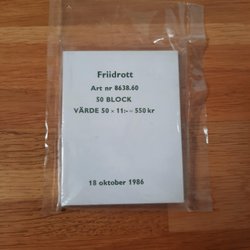 Friidrott
Art nr 8638.60
50 BLOCK
VÄRDE 50 × 11:– = 550 kr
18 oktober 1986